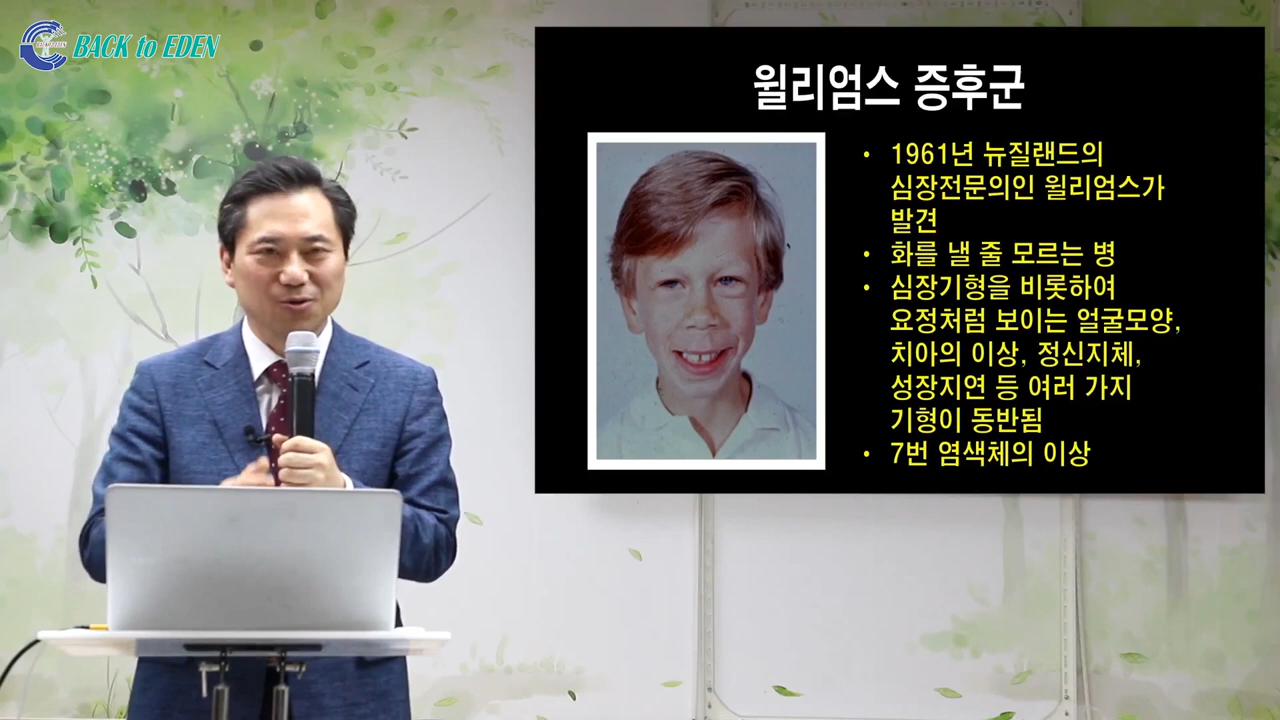 BACK to EDEN
윌리엄스 증후군
• 1961년 뉴질랜드의
심장전문의인 윌리엄스가
발견
• 화를 낼 줄 모르는 병
• 심장기형을 비롯하여
요정처럼 보이는 얼굴모양,
치아의 이상, 정신지체,
성장지연 등 여러 가지
기형이 동반됨
• 7번 염색체의 이상